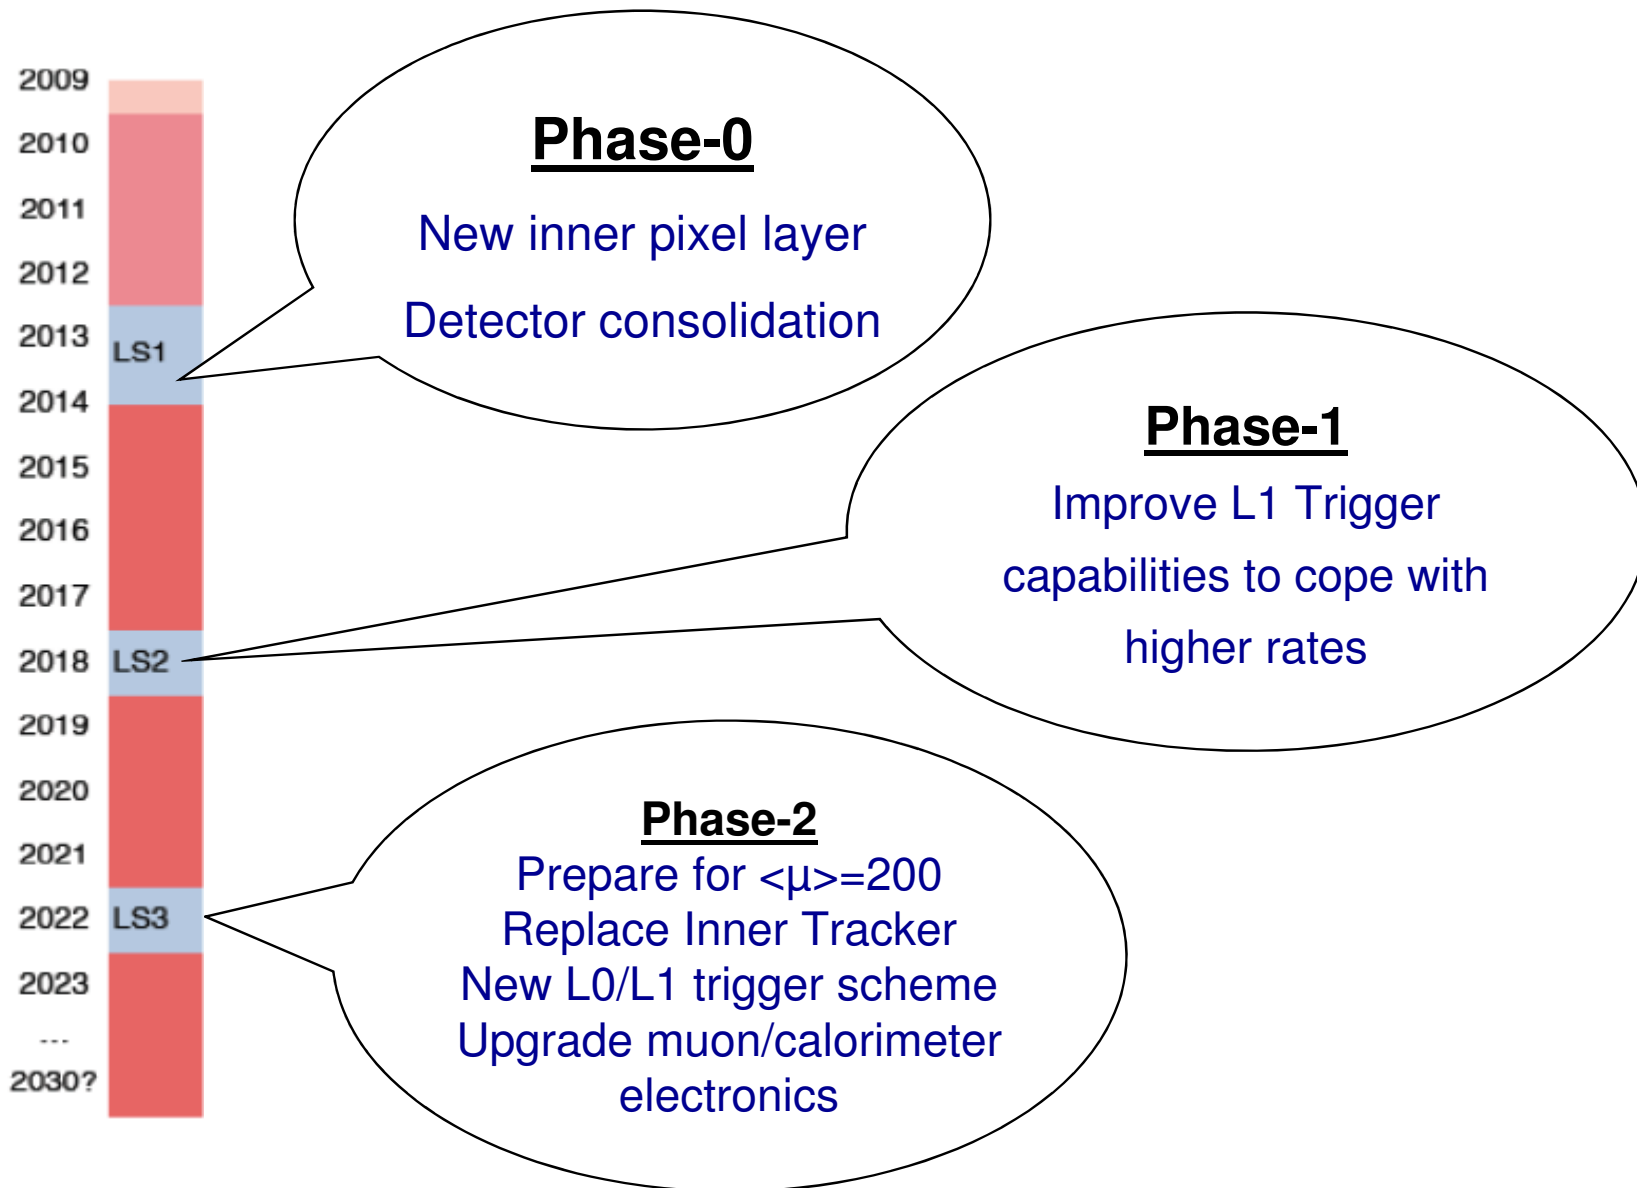 2009
2010
2011
2012
2013
LS1
2014
2015
2016
2017
2018
LS2
2019
2020
2021
2022
LS3
2023
...
2030?
Phase-0
New inner pixel layer
Detector consolidation
Phase-1
Improve L1 Trigger
capabilities to cope with
higher rates
Phase-2
Prepare for <µ>=200
Replace Inner Tracker
New L0/L1 trigger scheme
Upgrade muon/calorimeter
electronics